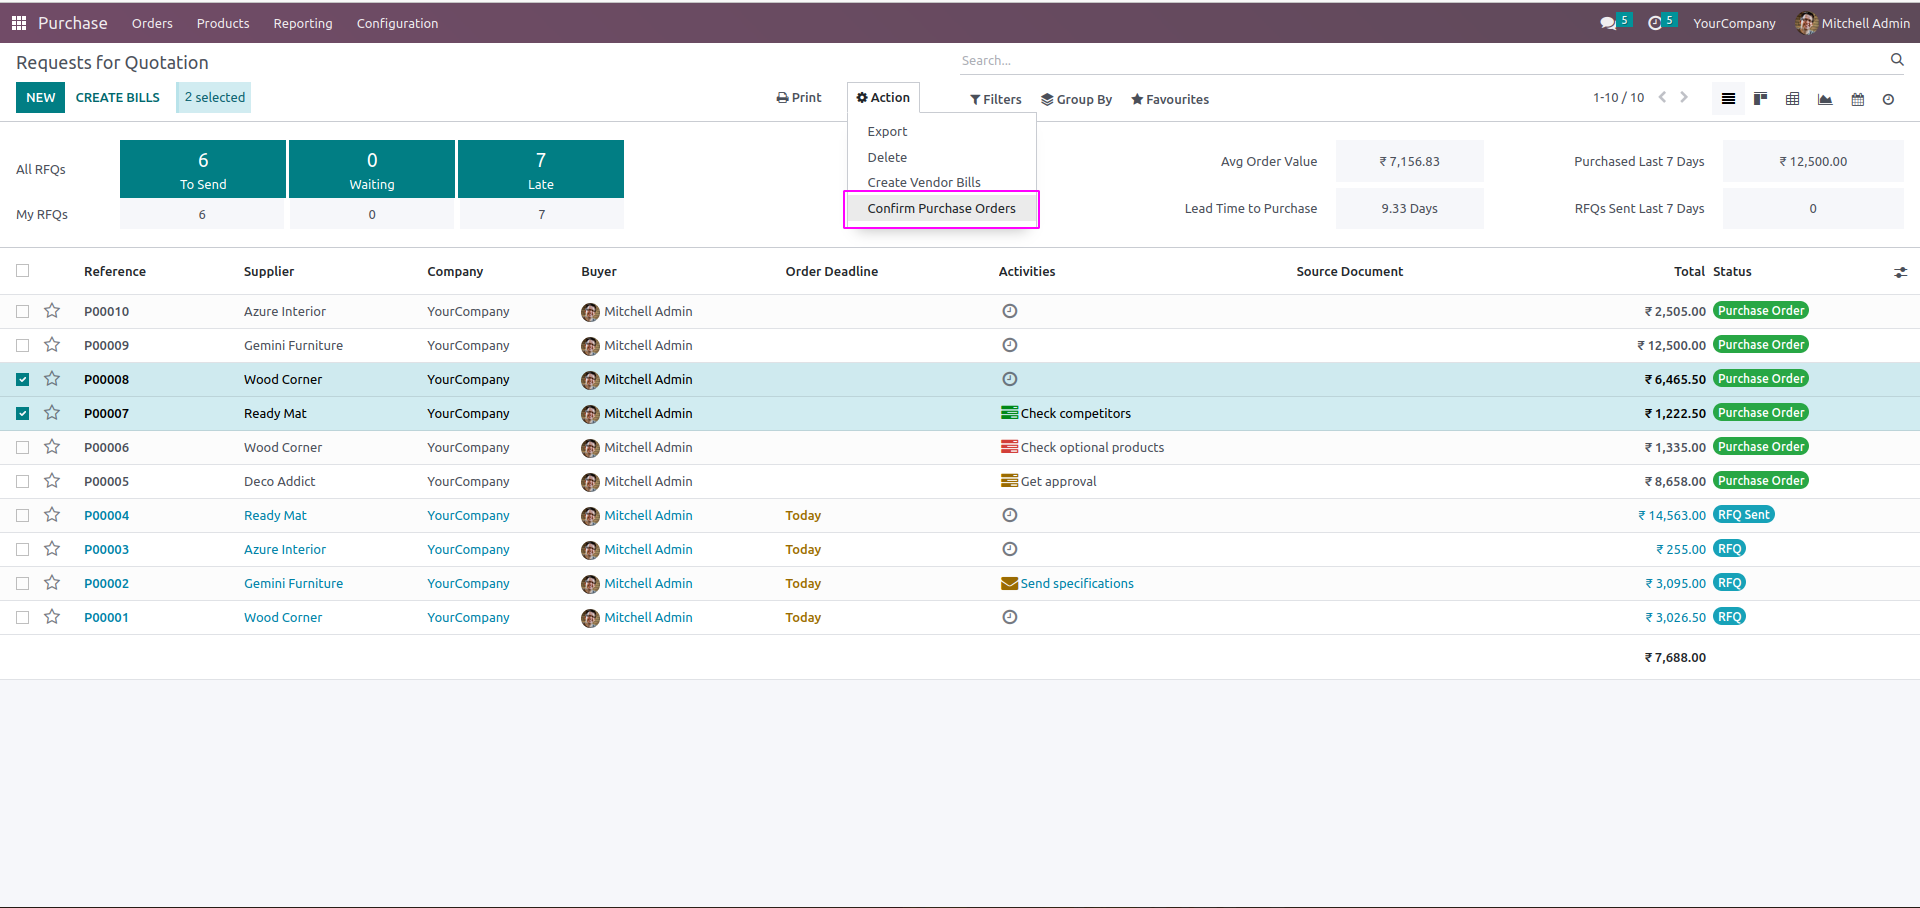 Purchase Orders Products Reporting Configuration 5 5 YourCompany Mitchell Admin
Requests for Quotation Search...
NEW CREATE BILLS 2 selected Print Action Filters Group By Favourites 1-10 / 10
Export
Delete
Create Vendor Bills
Confirm Purchase Orders
All RFQs 6 To Send 0 Waiting 7 Late Avg Order Value ₹ 7,156.83 Purchased Last 7 Days ₹ 12,500.00
My RFQs 6 0 7 Lead Time to Purchase 9.33 Days RFQs Sent Last 7 Days 0
Reference Supplier Company Buyer Order Deadline Activities Source Document Total Status
P00010 Azure Interior YourCompany Mitchell Admin ₹ 2,505.00 Purchase Order
P00009 Gemini Furniture YourCompany Mitchell Admin ₹ 12,500.00 Purchase Order
P00008 Wood Corner YourCompany Mitchell Admin ₹ 6,465.50 Purchase Order
P00007 Ready Mat YourCompany Mitchell Admin Check competitors ₹ 1,222.50 Purchase Order
P00006 Wood Corner YourCompany Mitchell Admin Check optional products ₹ 1,335.00 Purchase Order
P00005 Deco Addict YourCompany Mitchell Admin Get approval ₹ 8,658.00 Purchase Order
P00004 Ready Mat YourCompany Mitchell Admin Today ₹ 14,563.00 RFQ Sent
P00003 Azure Interior YourCompany Mitchell Admin Today ₹ 255.00 RFQ
P00002 Gemini Furniture YourCompany Mitchell Admin Today Send specifications ₹ 3,095.00 RFQ
P00001 Wood Corner YourCompany Mitchell Admin Today ₹ 3,026.50 RFQ
₹ 7,688.00